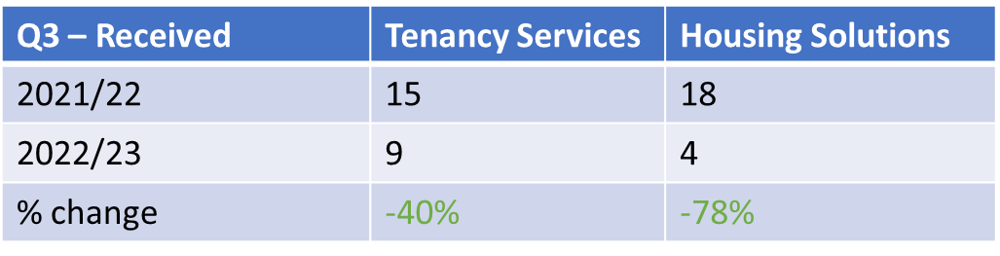 Q3 – Received Tenancy Services Housing Solutions
2021/22 15 18
2022/23 9 4
% change -40% -78%